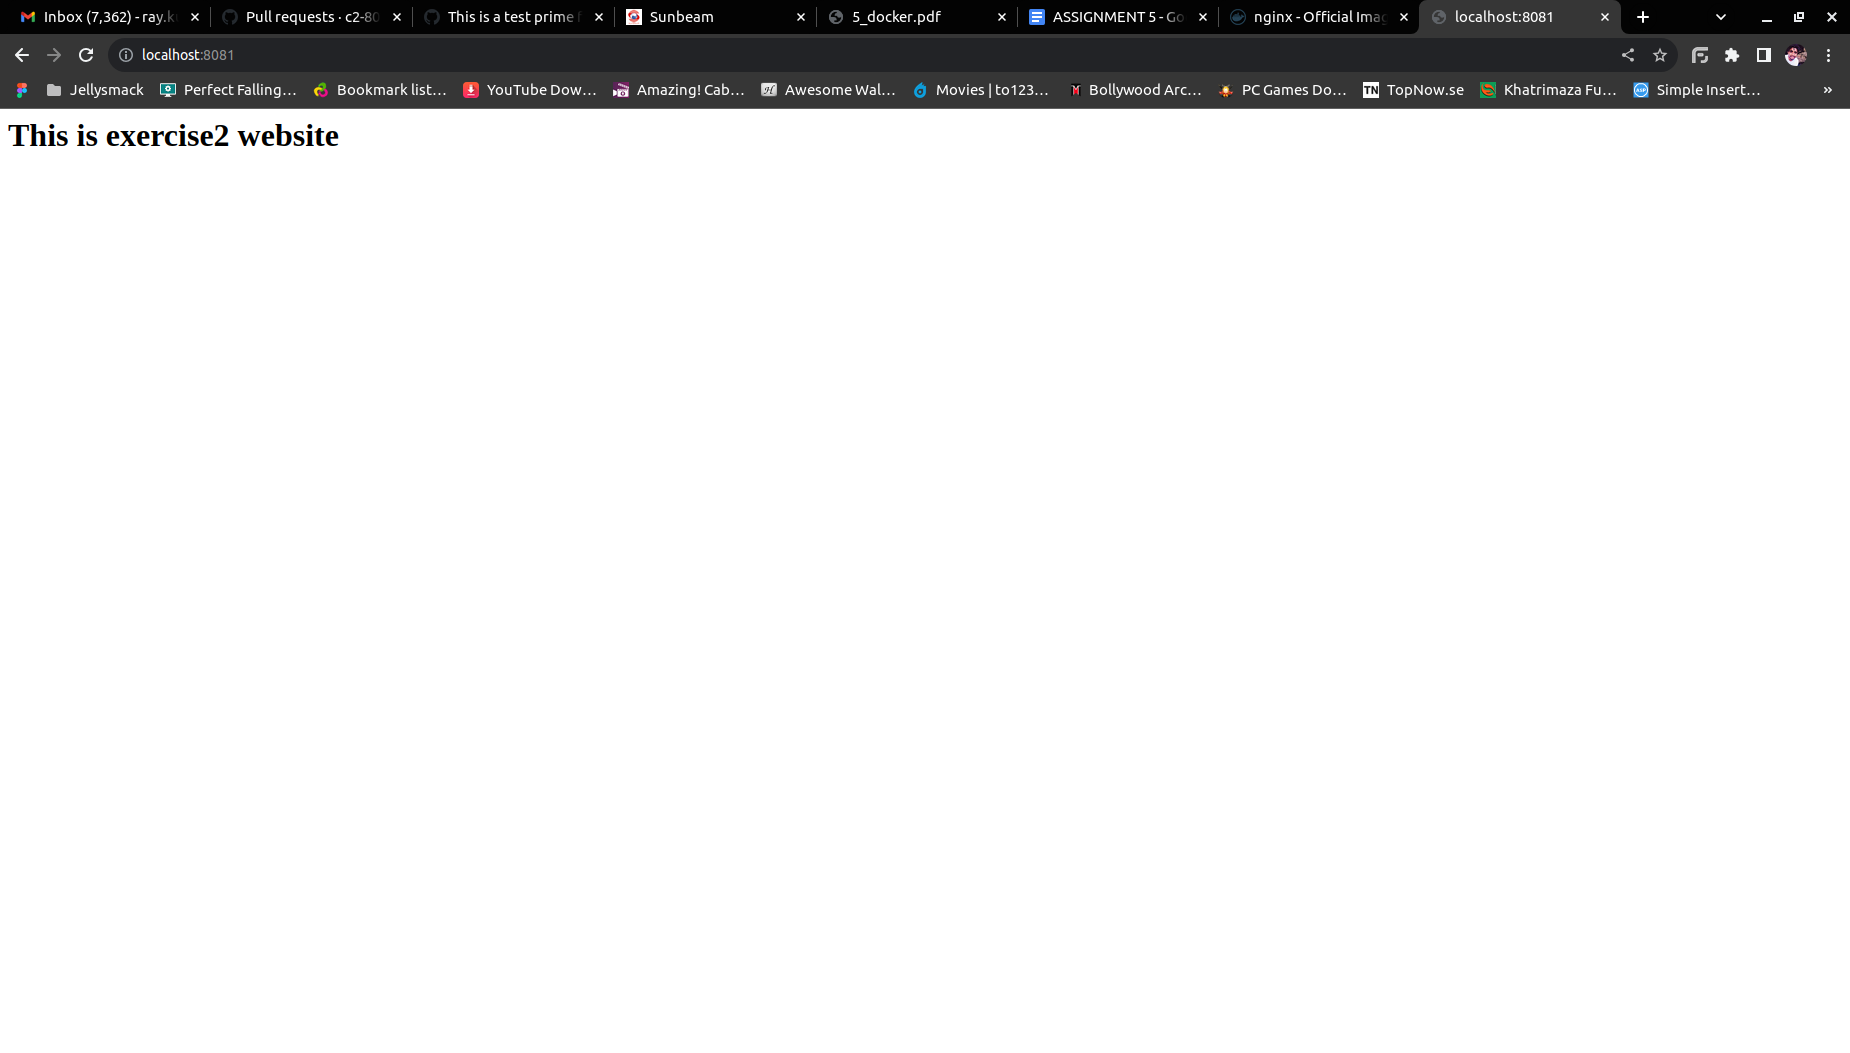 Inbox (7,362) - ray.k
Pull requests · c2-80
This is a test prime f
Sunbeam
5_docker.pdf
ASSIGNMENT 5 - Go
nginx - Official Imag
localhost:8081
localhost:8081
Jellysmack
Perfect Falling...
Bookmark list...
YouTube Dow...
Amazing! Cab...
Awesome Wal...
Movies | to123...
Bollywood Arc...
PC Games Do...
TN TopNow.se
Khatrimaza Fu...
Simple Insert...
»
This is exercise2 website